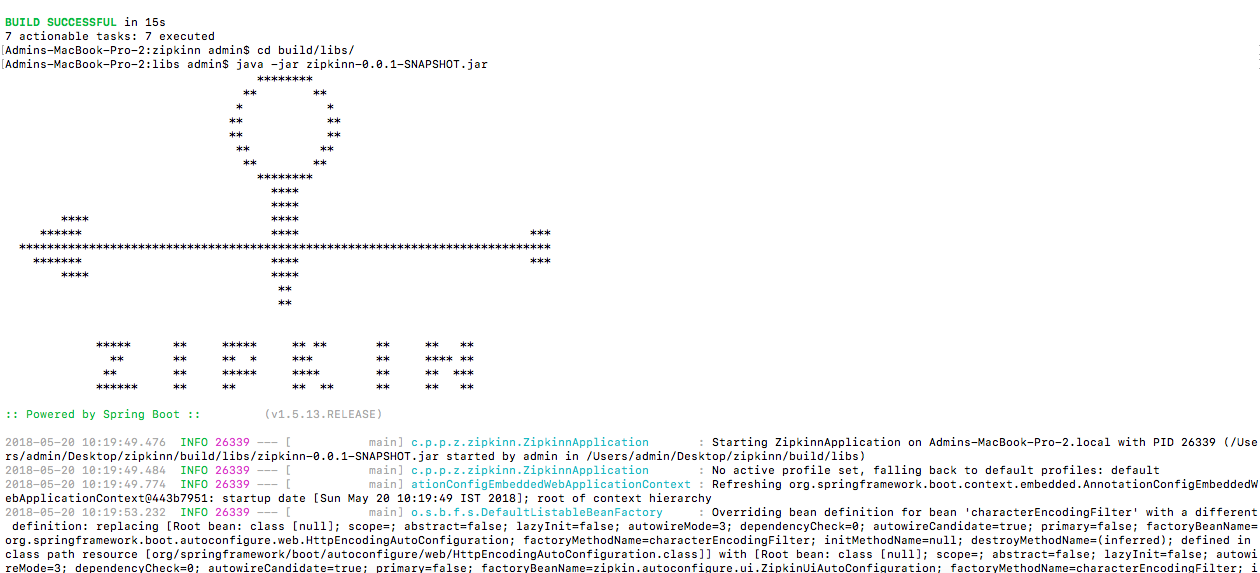 BUILD SUCCESSFUL in 15s
7 actionable tasks: 7 executed
[Admins-MacBook-Pro-2:zipkinn admin$ cd build/libs/
[Admins-MacBook-Pro-2:libs admin$ java -jar zipkinn-0.0.1-SNAPSHOT.jar
ZIPKIN
:: Powered by Spring Boot :: (v1.5.13.RELEASE)
2018-05-20 10:19:49.476 INFO 26339 --- [ main] c.p.p.z.zipkinn.ZipkinnApplication : Starting ZipkinnApplication on Admins-MacBook-Pro-2.local with PID 26339 (/Use
rs/admin/Desktop/zipkinn/build/libs/zipkinn-0.0.1-SNAPSHOT.jar started by admin in /Users/admin/Desktop/zipkinn/build/libs)
2018-05-20 10:19:49.484 INFO 26339 --- [ main] c.p.p.z.zipkinn.ZipkinnApplication : No active profile set, falling back to default profiles: default
2018-05-20 10:19:49.774 INFO 26339 --- [ main] ationConfigEmbeddedWebApplicationContext : Refreshing org.springframework.boot.context.embedded.AnnotationConfigEmbeddedW
ebApplicationContext@443b7951: startup date [Sun May 20 10:19:49 IST 2018]; root of context hierarchy
2018-05-20 10:19:53.232 INFO 26339 --- [ main] o.s.b.f.s.DefaultListableBeanFactory : Overriding bean definition for bean 'characterEncodingFilter' with a different
definition: replacing [Root bean: class [null]; scope=; abstract=false; lazyInit=false; autowireMode=3; dependencyCheck=0; autowireCandidate=true; primary=false; factoryBeanName=
org.springframework.boot.autoconfigure.web.HttpEncodingAutoConfiguration; factoryMethodName=characterEncodingFilter; initMethodName=null; destroyMethodName=(inferred); defined in
class path resource [org/springframework/boot/autoconfigure/web/HttpEncodingAutoConfiguration.class]] with [Root bean: class [null]; scope=; abstract=false; lazyInit=false; autowi
reMode=3; dependencyCheck=0; autowireCandidate=true; primary=false; factoryBeanName=zipkin.autoconfigure.ui.ZipkinUiAutoConfiguration; factoryMethodName=characterEncodingFilter; i